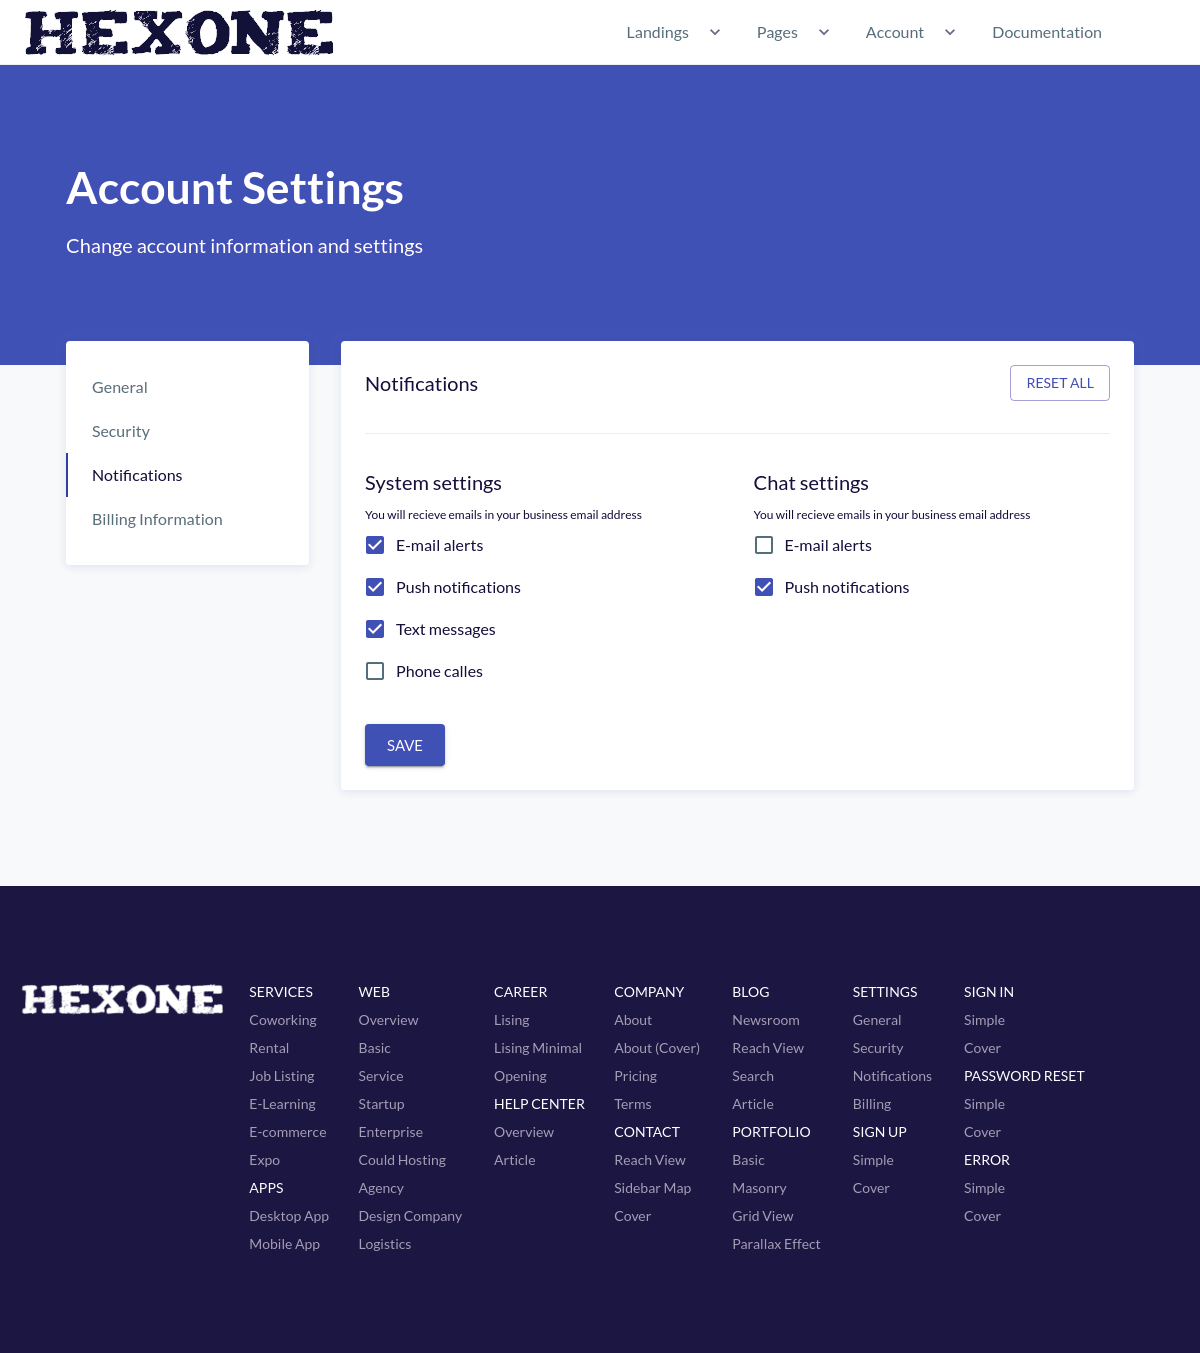 HEXONE
Landings Pages Account Documentation
Account Settings
Change account information and settings
General
Security
Notifications
Billing Information
Notifications
RESET ALL
System settings
You will recieve emails in your business email address
E-mail alerts
Push notifications
Text messages
Phone calles
Chat settings
You will recieve emails in your business email address
E-mail alerts
Push notifications
SAVE
HEXONE
SERVICES
Coworking
Rental
Job Listing
E-Learning
E-commerce
Expo
APPS
Desktop App
Mobile App
WEB
Overview
Basic
Service
Startup
Enterprise
Could Hosting
Agency
Design Company
Logistics
CAREER
Lising
Lising Minimal
Opening
HELP CENTER
Overview
Article
COMPANY
About
About (Cover)
Pricing
Terms
CONTACT
Reach View
Sidebar Map
Cover
BLOG
Newsroom
Reach View
Search
Article
PORTFOLIO
Basic
Masonry
Grid View
Parallax Effect
SETTINGS
General
Security
Notifications
Billing
SIGN UP
Simple
Cover
SIGN IN
Simple
Cover
PASSWORD RESET
Simple
Cover
ERROR
Simple
Cover